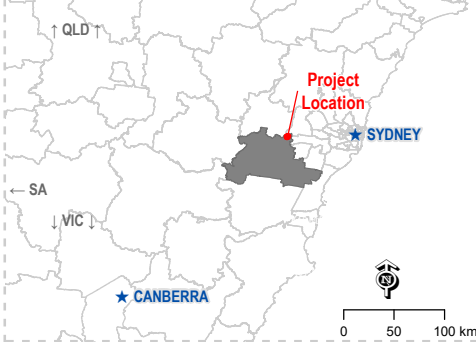 ↑ QLD ↑
Project
Location
★ SYDNEY
← SA
↓ VIC ↓
★ CANBERRA
N
0 50 100 km